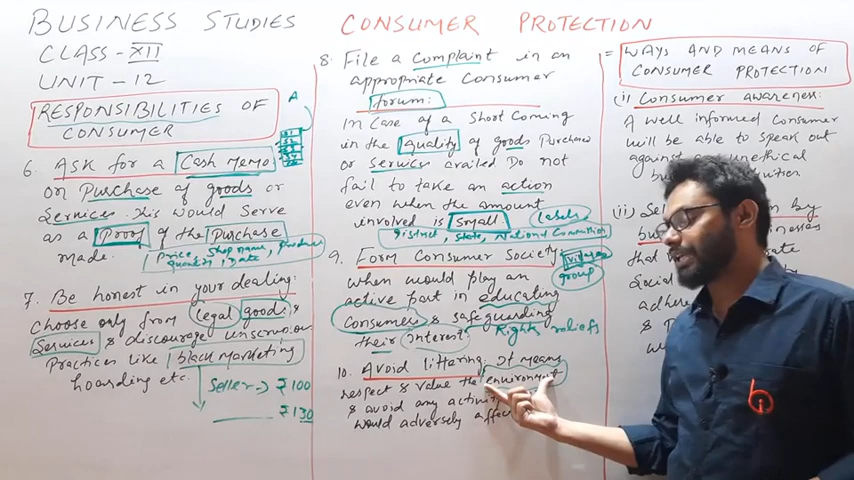 BUSINESS STUDIES
CLASS-XII
UNIT-12
RESPONSIBILITIES OF
CONSUMER
A
6. Ask for a Cash Memo
on Purchase of goods or
Services. This would serve
as a Proof of the Purchase
made.
Price, Shop name, Produce
Quantity, Date
7. Be honest in your dealing:
Choose only from legal goods &
Services & discourage unscrupulous
Practices like black marketing
hoarding etc.
Seller → ₹100
₹130
CONSUMER PROTECTION
8. File a complaint in an
appropriate Consumer
forum:
In Case of a Short Coming
in the Quality of goods Purchased
or Services availed Do not
fail to take an action
even when the amount
involved is Small
labels
District, State, National Commission
9. Form Consumer Society:
villages
group
when would play an
active part in educating
Consumers & safeguarding
their interest.
Rights reliefs
10. Avoid littering: It means
respect & value the environment
& avoid any
would adversely
= WAYS AND MEANS OF
CONSUMER PROTECTION
(i) Consumer awareness:
A well informed Consumer
will be able to speak out
against unethical
(ii)
by